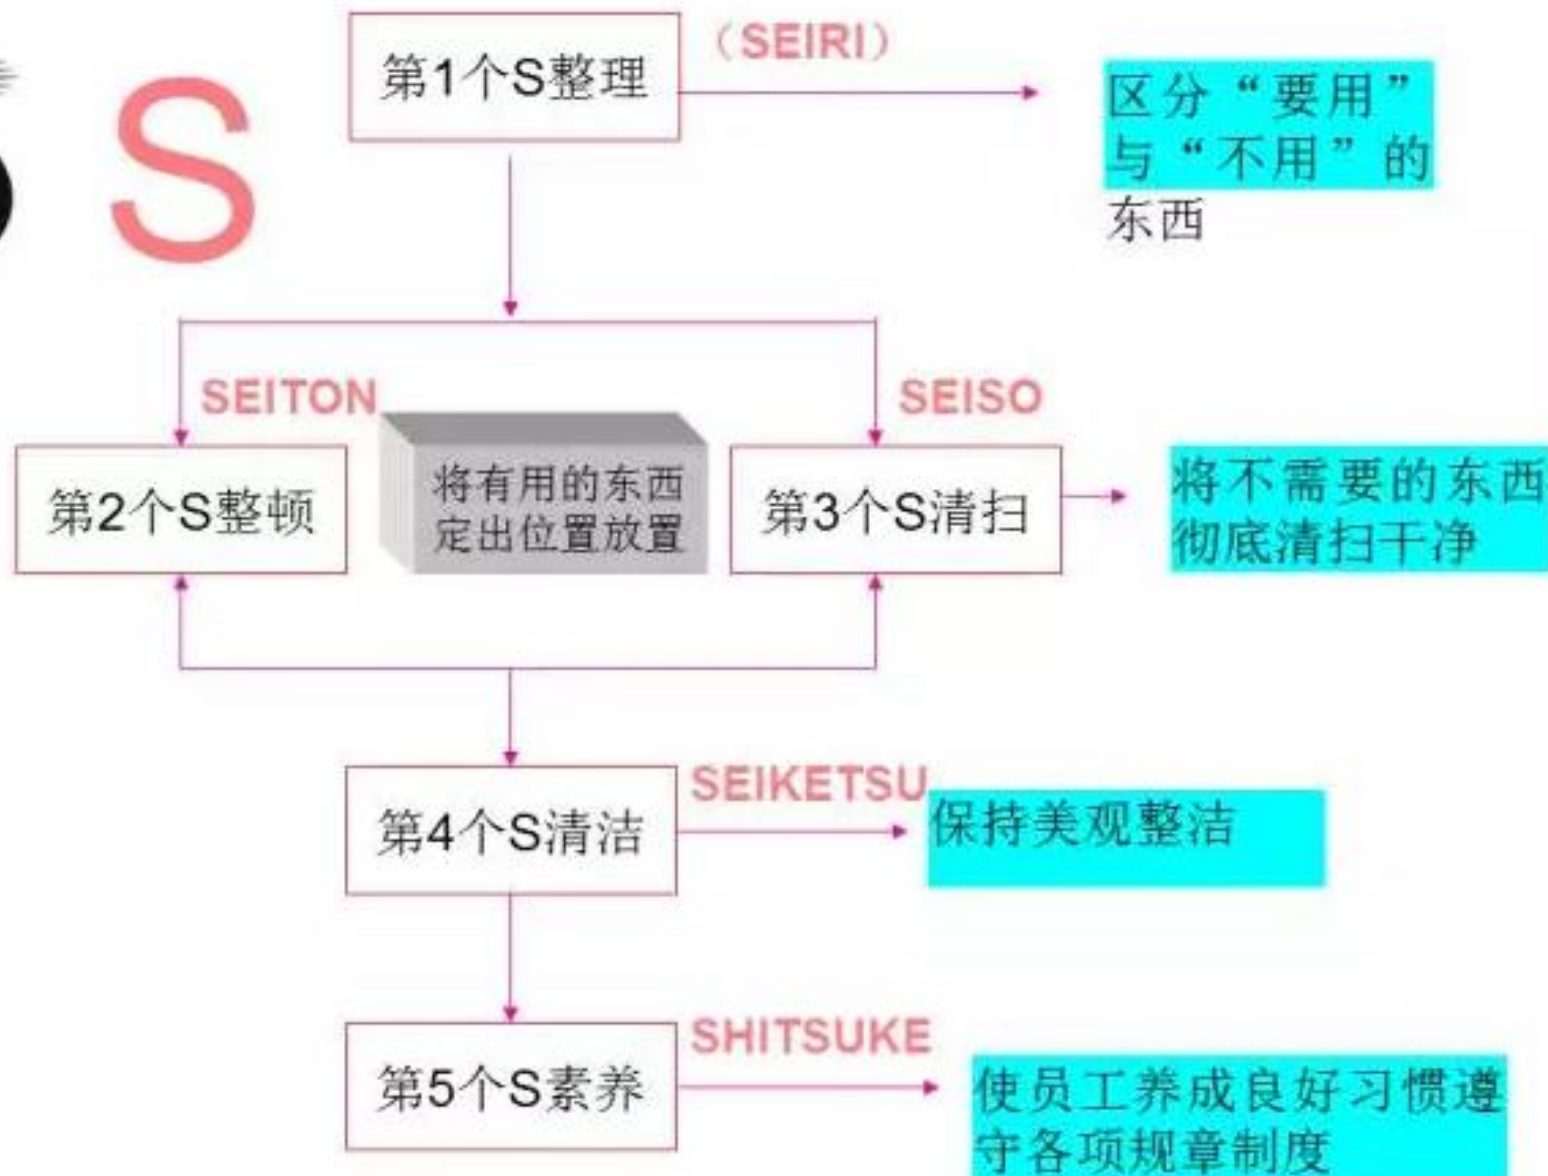 S
第1个S整理
（SEIRI）
区分“要用”
与“不用”的
东西
SEITON
SEISO
第2个S整顿
将有用的东西
定出位置放置
第3个S清扫
将不需要的东西
彻底清扫干净
第4个S清洁
SEIKETSU
保持美观整洁
第5个S素养
SHITSUKE
使员工养成良好习惯遵
守各项规章制度